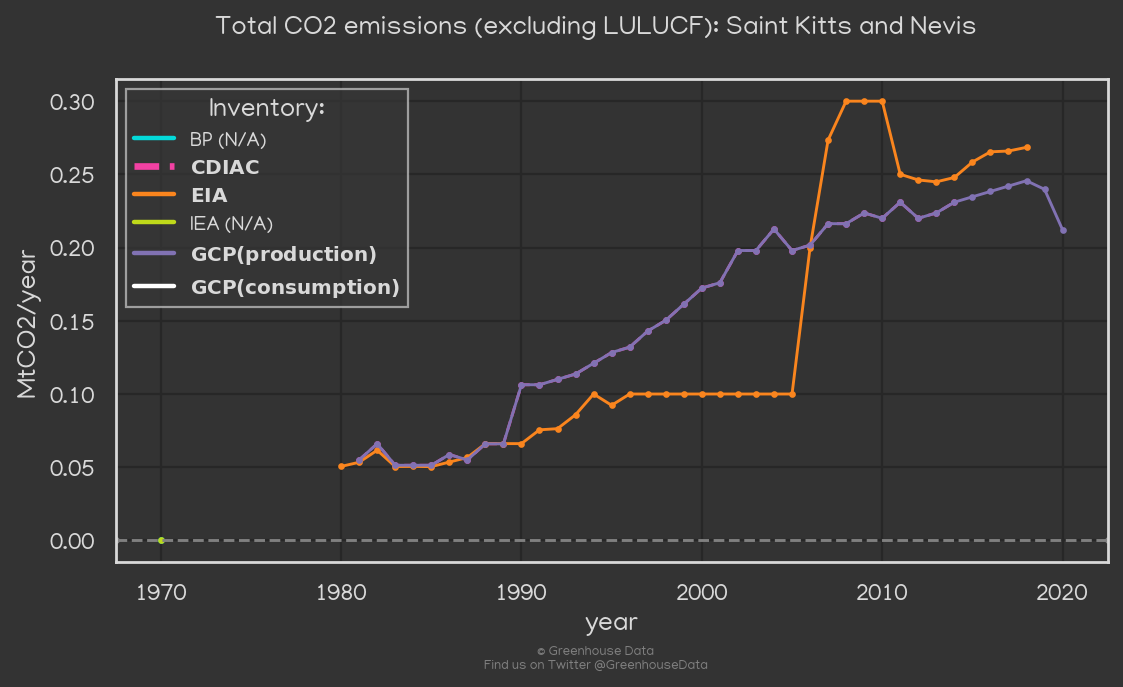 Total CO2 emissions (excluding LULUCF): Saint Kitts and Nevis
Inventory:
BP (N/A)
CDIAC
EIA
IEA (N/A)
GCP(production)
GCP(consumption)
MtCO2/year
0.30
0.25
0.20
0.15
0.10
0.05
0.00
1970 1980 1990 2000 2010 2020
year
© Greenhouse Data
Find us on Twitter @GreenhouseData